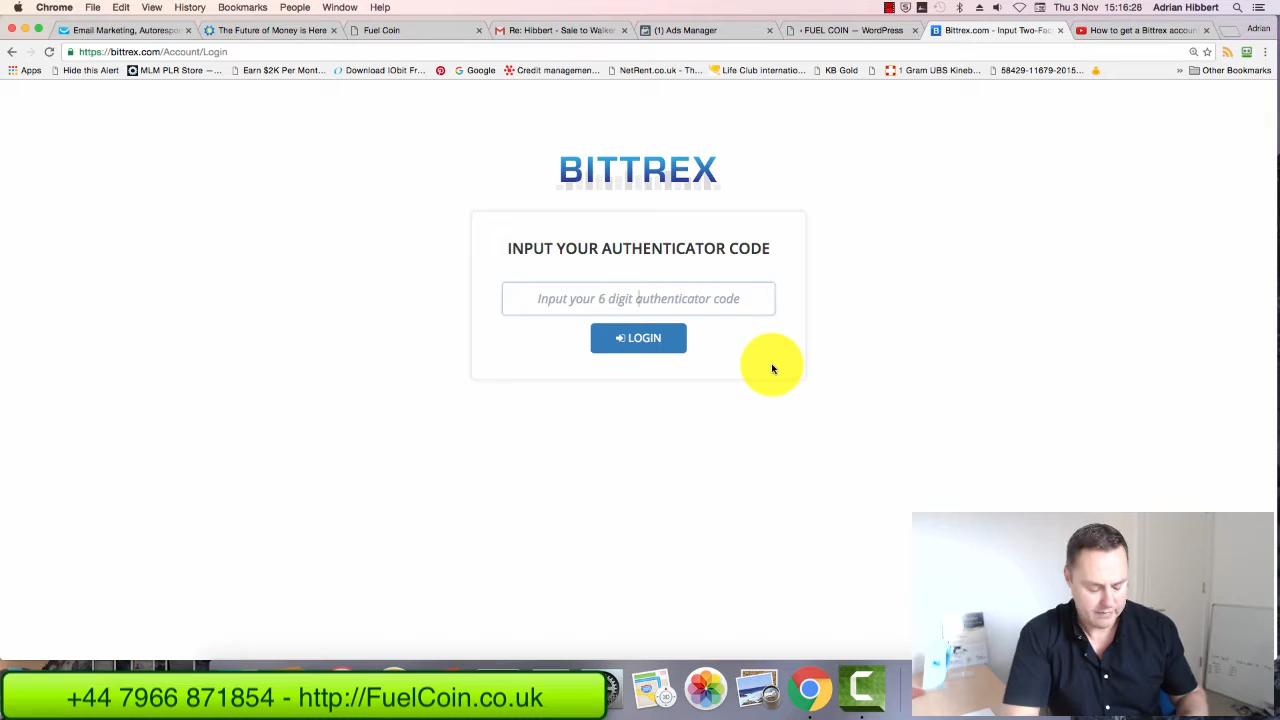 Chrome File Edit View History Bookmarks People Window Help
Thu 3 Nov 15:16:28 Adrian Hibbert
Email Marketing, Autorespo
The Future of Money is Here
Fuel Coin
Re: Hibbert - Sale to Walker
(1) Ads Manager
‹ FUEL COIN — WordPress
Bittrex.com - Input Two-Fac
How to get a Bittrex accoun
Adrian
https://bittrex.com/Account/Login
Apps
Hide this Alert
MLM PLR Store —...
Earn $2K Per Mont...
Download IObit Fr...
Google
Credit managemen...
NetRent.co.uk - Th...
Life Club internatio...
KB Gold
1 Gram UBS Kineb...
58429-11679-2015...
»
Other Bookmarks
BITTREX
INPUT YOUR AUTHENTICATOR CODE
Input your 6 digit authenticator code
LOGIN
3D
C
+44 7966 871854 - http://FuelCoin.co.uk